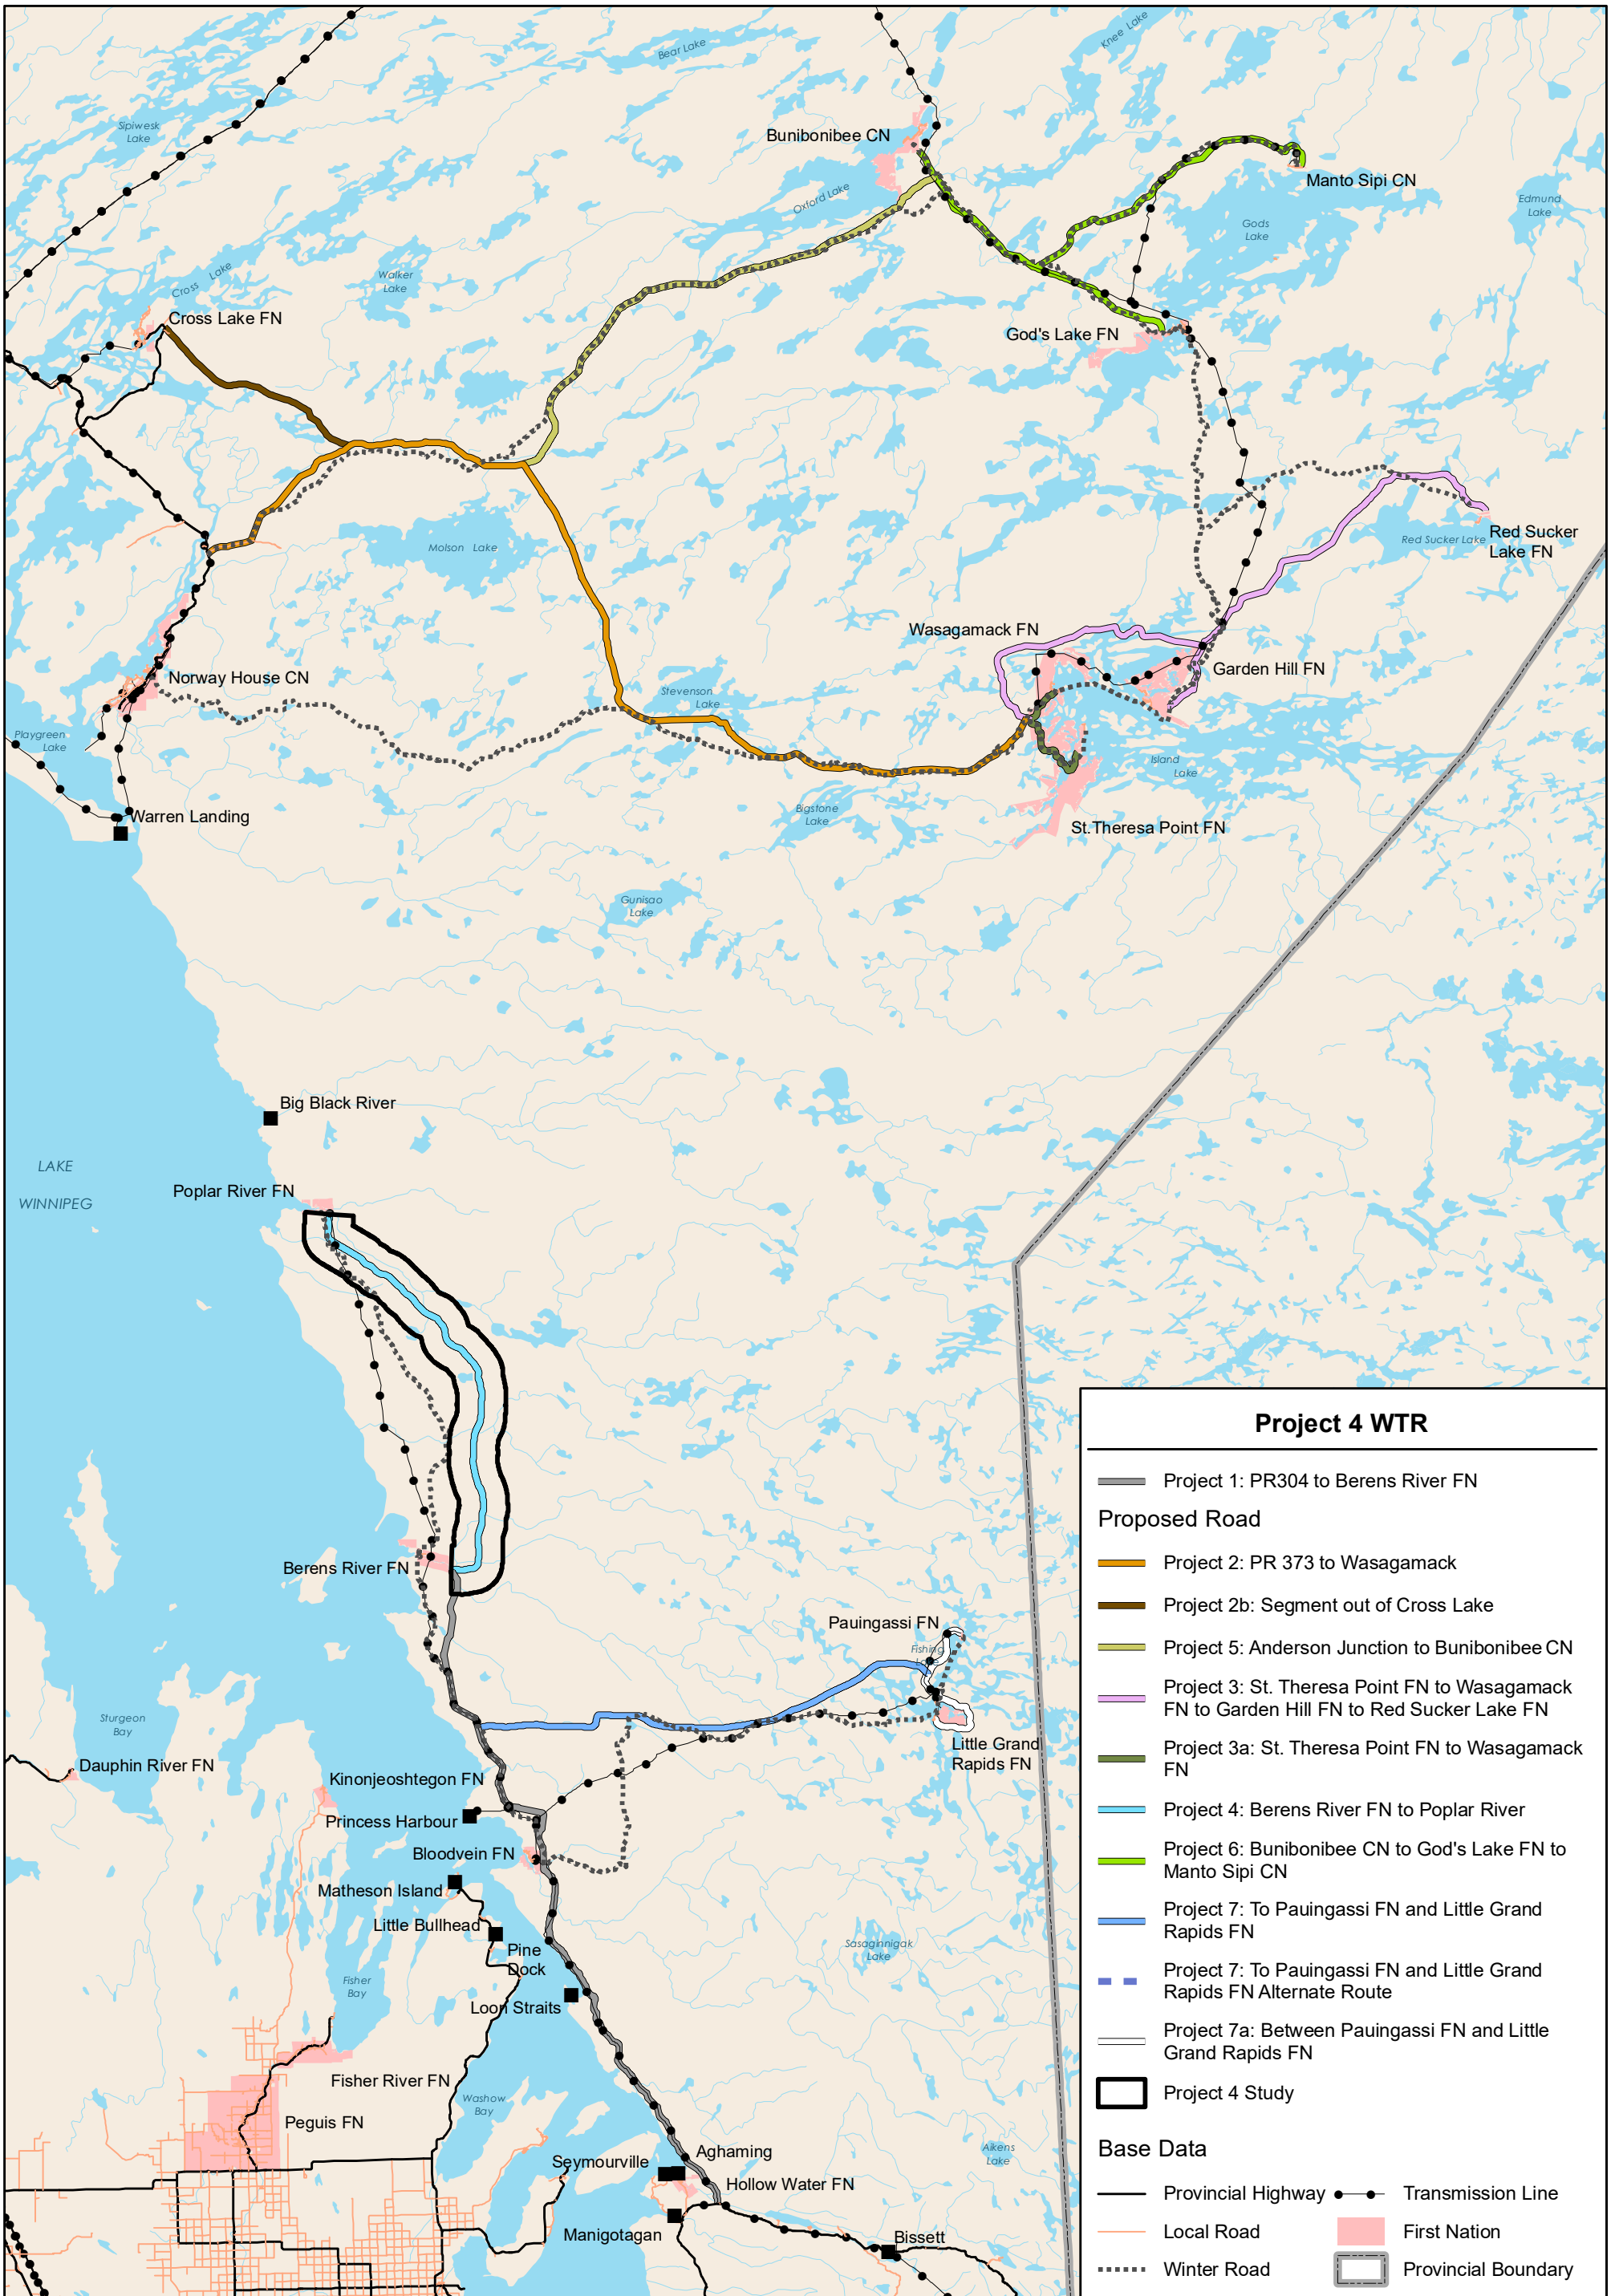 Bear Lake
Knee Lake
Sipiwesk
Lake
Bunibonibee CN
Manto Sipi CN
Oxford Lake
Edmund
Lake
Gods
Lake
Cross Lake
Walker
Lake
Cross Lake FN
God's Lake FN
Molson Lake
Red Sucker Lake
Red Sucker
Lake FN
Wasagamack FN
Garden Hill FN
Norway House CN
Stevenson
Lake
Playgreen
Lake
Island
Lake
Warren Landing
Bigstone
Lake
St.Theresa Point FN
Gunisao
Lake
Big Black River
LAKE
WINNIPEG
Poplar River FN
Berens River FN
Pauingassi FN
Fishing
Sturgeon
Bay
Little Grand
Rapids FN
Dauphin River FN
Kinonjeoshtegon FN
Princess Harbour
Bloodvein FN
Matheson Island
Little Bullhead
Pine
Dock
Sasaginnigak
Lake
Fisher
Bay
Loon Straits
Fisher River FN
Washow
Bay
Peguis FN
Aghaming
Aikens
Lake
Seymourville
Hollow Water FN
Manigotagan
Bissett
Project 4 WTR
Project 1: PR304 to Berens River FN
Proposed Road
Project 2: PR 373 to Wasagamack
Project 2b: Segment out of Cross Lake
Project 5: Anderson Junction to Bunibonibee CN
Project 3: St. Theresa Point FN to Wasagamack
FN to Garden Hill FN to Red Sucker Lake FN
Project 3a: St. Theresa Point FN to Wasagamack
FN
Project 4: Berens River FN to Poplar River
Project 6: Bunibonibee CN to God's Lake FN to
Manto Sipi CN
Project 7: To Pauingassi FN and Little Grand
Rapids FN
Project 7: To Pauingassi FN and Little Grand
Rapids FN Alternate Route
Project 7a: Between Pauingassi FN and Little
Grand Rapids FN
Project 4 Study
Base Data
Provincial Highway
Transmission Line
Local Road
First Nation
Winter Road
Provincial Boundary